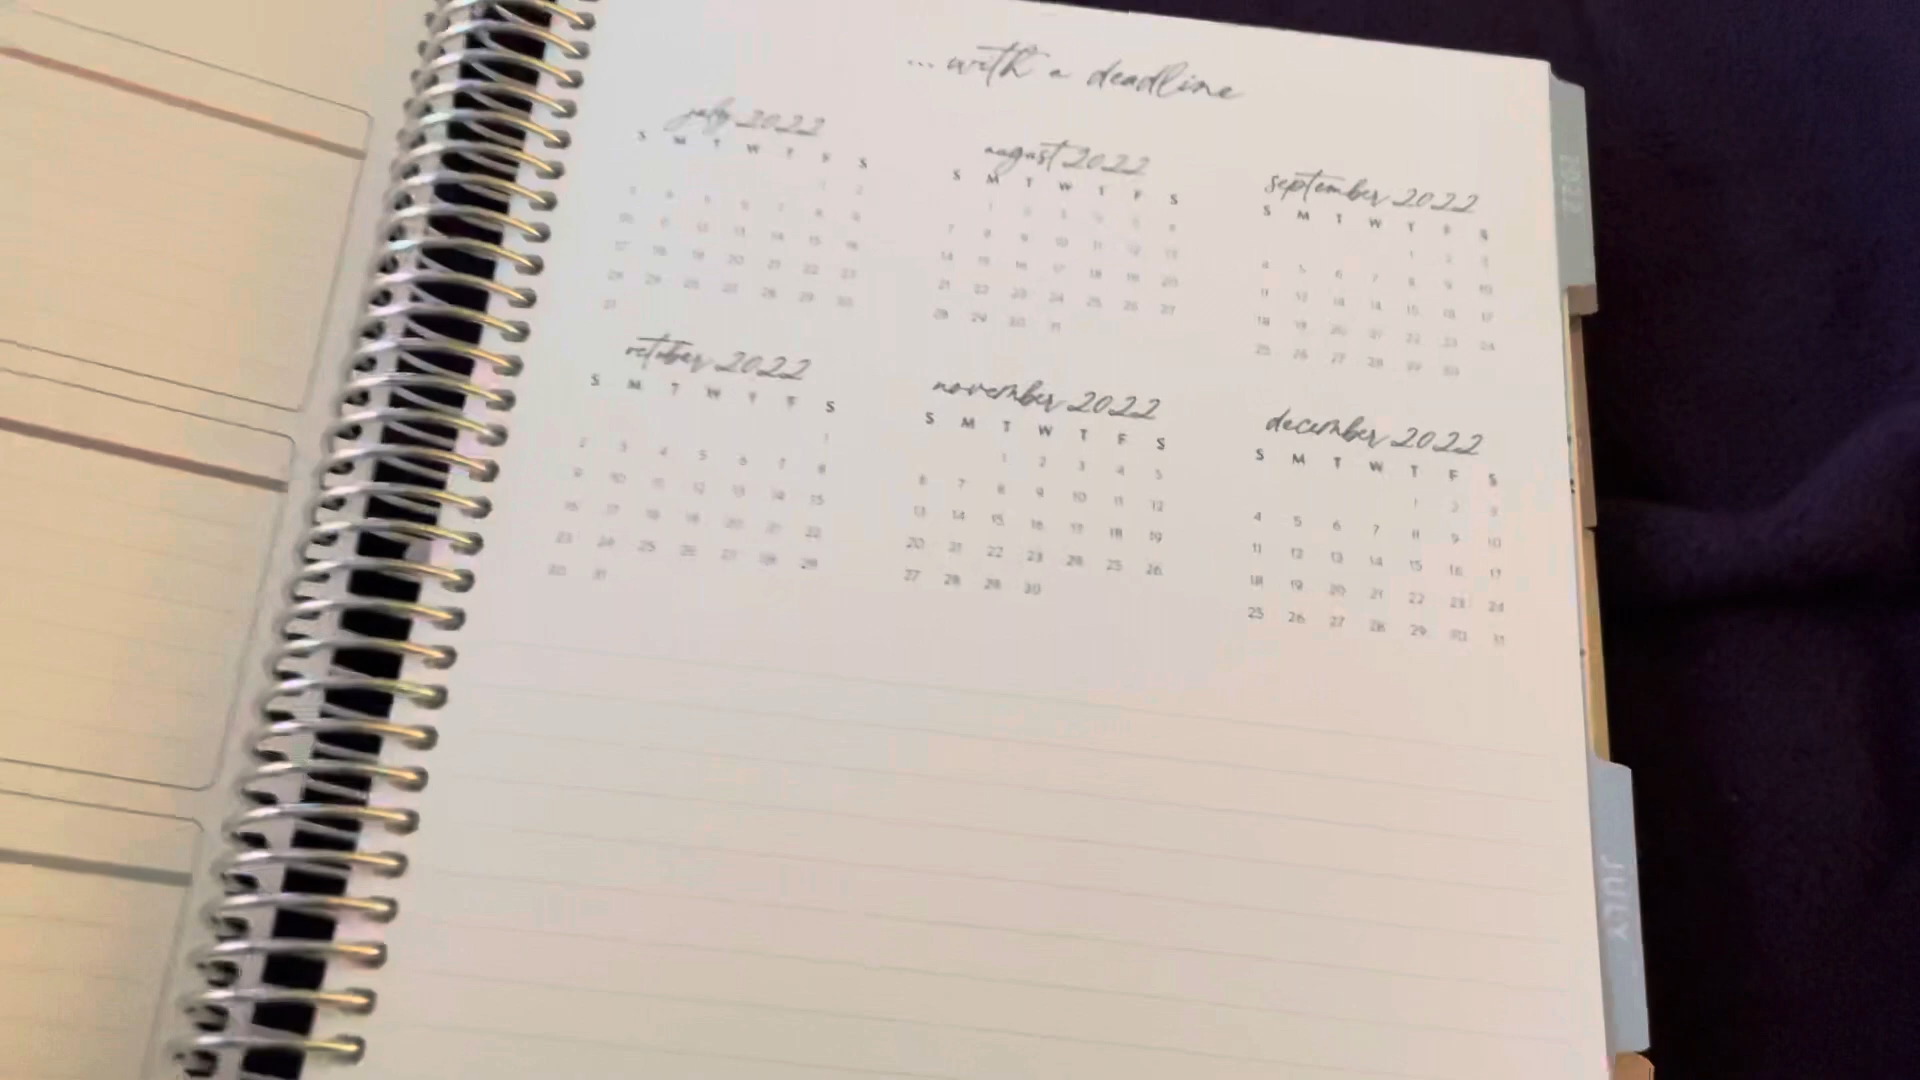 ... with a deadline
july 2022
S M T W T F S
1 2
3 4 5 6 7 8 9
10 11 12 13 14 15 16
17 18 19 20 21 22 23
24 25 26 27 28 29 30
31
august 2022
S M T W T F S
1 2 3 4 5 6
7 8 9 10 11 12 13
14 15 16 17 18 19 20
21 22 23 24 25 26 27
28 29 30 31
september 2022
S M T W T F S
1 2 3
4 5 6 7 8 9 10
11 12 13 14 15 16 17
18 19 20 21 22 23 24
25 26 27 28 29 30
october 2022
S M T W T F S
1
2 3 4 5 6 7 8
9 10 11 12 13 14 15
16 17 18 19 20 21 22
23 24 25 26 27 28 29
30 31
november 2022
S M T W T F S
1 2 3 4 5
6 7 8 9 10 11 12
13 14 15 16 17 18 19
20 21 22 23 24 25 26
27 28 29 30
december 2022
S M T W T F S
1 2 3
4 5 6 7 8 9 10
11 12 13 14 15 16 17
18 19 20 21 22 23 24
25 26 27 28 29 30 31
2022
JULY